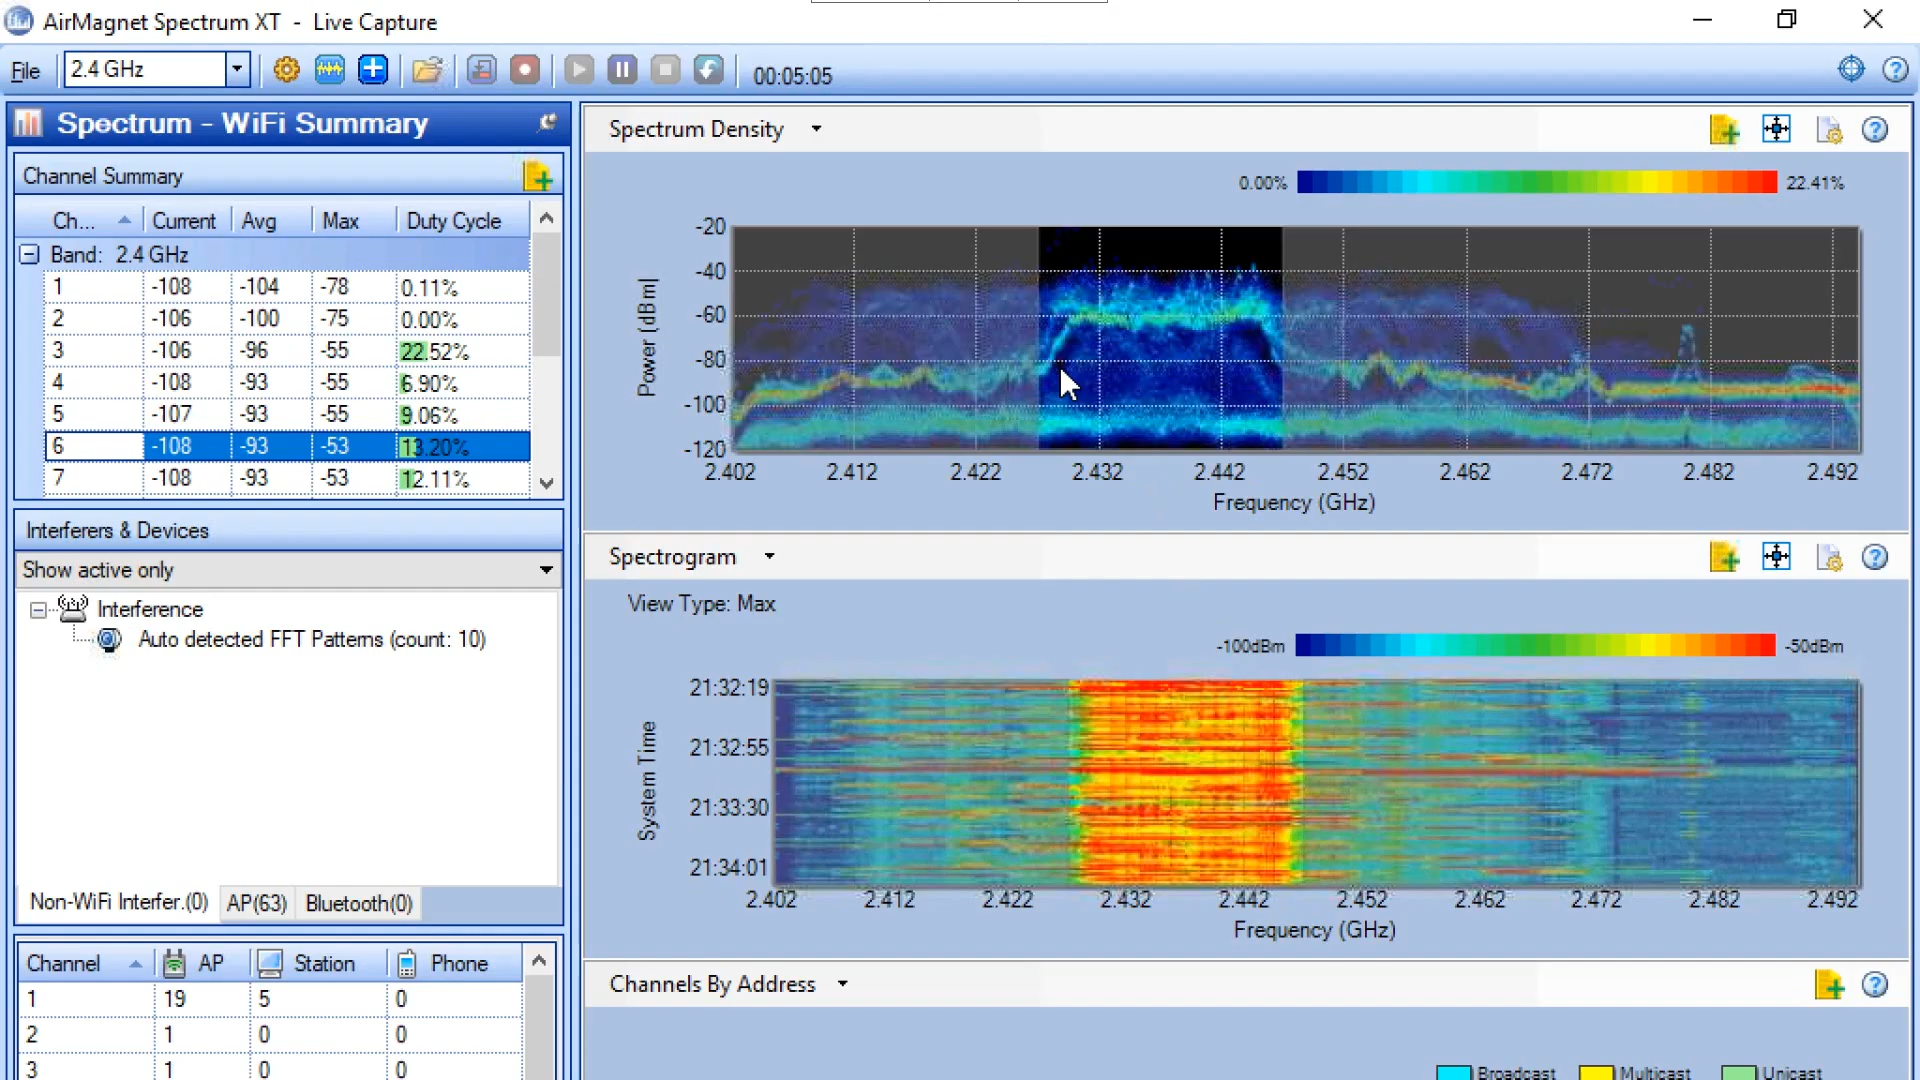 AirMagnet Spectrum XT - Live Capture
File 2.4 GHz 00:05:05
Spectrum - WiFi Summary
Channel Summary
Ch... Current Avg Max Duty Cycle
Band: 2.4 GHz
1 -108 -104 -78 0.11%
2 -106 -100 -75 0.00%
3 -106 -96 -55 22.52%
4 -108 -93 -55 6.90%
5 -107 -93 -55 9.06%
6 -108 -93 -53 13.20%
7 -108 -93 -53 12.11%
Interferers & Devices
Show active only
Interference
Auto detected FFT Patterns (count: 10)
Non-WiFi Interfer.(0) AP(63) Bluetooth(0)
Channel AP Station Phone
1 19 5 0
2 1 0 0
3 1 0 0
Spectrum Density
0.00% 22.41%
Power [dBm]
-20
-40
-60
-80
-100
-120
2.402 2.412 2.422 2.432 2.442 2.452 2.462 2.472 2.482 2.492
Frequency (GHz)
Spectrogram
View Type: Max
-100dBm -50dBm
System Time
21:32:19
21:32:55
21:33:30
21:34:01
2.402 2.412 2.422 2.432 2.442 2.452 2.462 2.472 2.482 2.492
Frequency (GHz)
Channels By Address
Broadcast Multicast Unicast